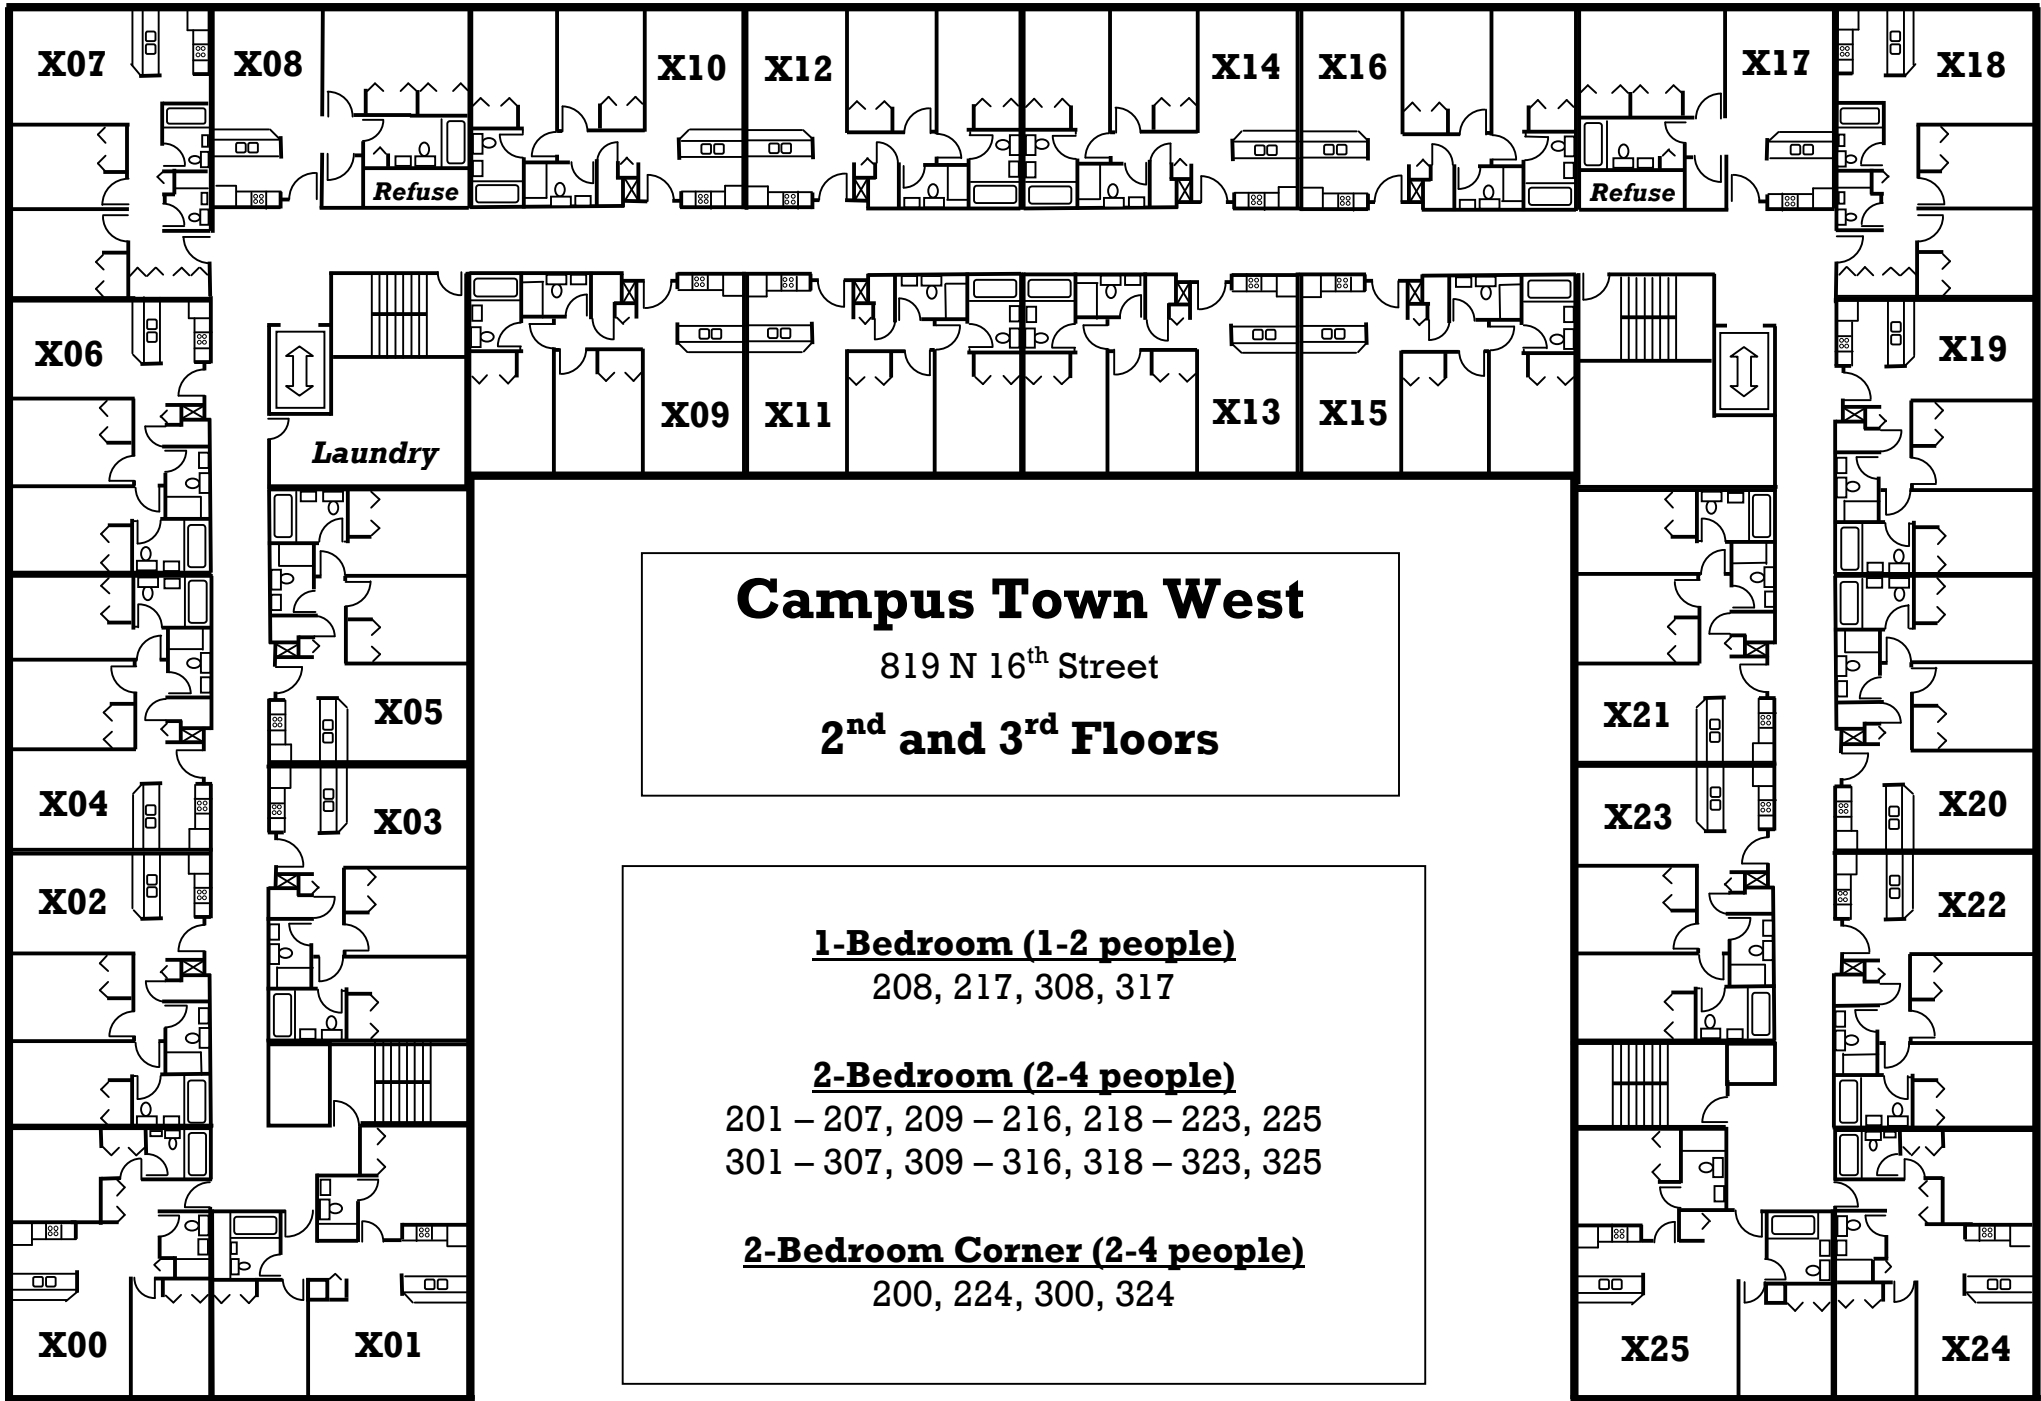 X07
X08
X10
X12
X14
X16
X17
X18
Refuse
Refuse
X06
X19
X09
X11
X13
X15
Laundry
Campus Town West
819 N 16th Street
2nd and 3rd Floors
X05
X21
X04
X03
X23
X20
X02
X22
1-Bedroom (1-2 people)
208, 217, 308, 317
2-Bedroom (2-4 people)
201 – 207, 209 – 216, 218 – 223, 225
301 – 307, 309 – 316, 318 – 323, 325
2-Bedroom Corner (2-4 people)
200, 224, 300, 324
X00
X01
X25
X24